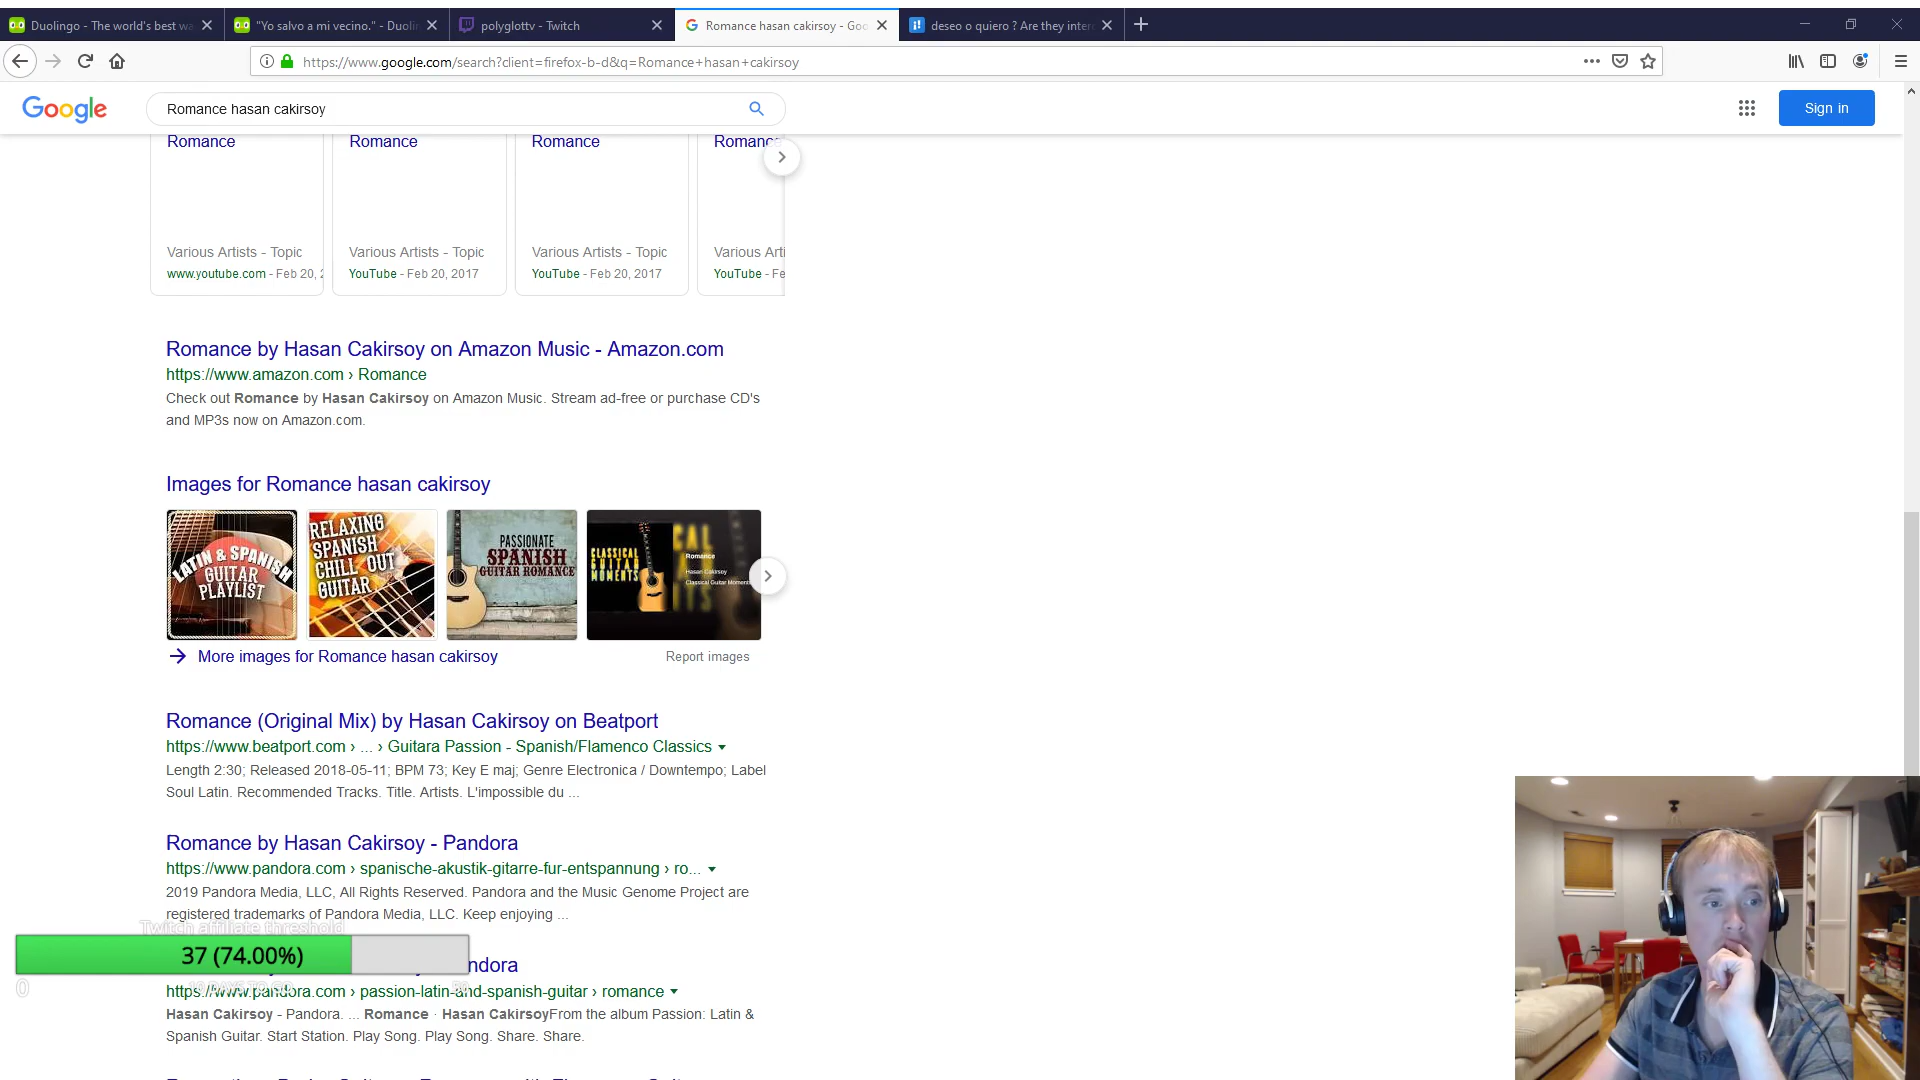 Duolingo - The world's best wa
"Yo salvo a mi vecino." - Duolin
polyglottv - Twitch
Romance hasan cakirsoy - Goo
deseo o quiero ? Are they inter
https://www.google.com/search?client=firefox-b-d&q=Romance+hasan+cakirsoy
Google
Romance hasan cakirsoy
Sign in
Romance
Romance
Romance
Romance
Various Artists - Topic
Various Artists - Topic
Various Artists - Topic
Various Arti
www.youtube.com - Feb 20, 2
YouTube - Feb 20, 2017
YouTube - Feb 20, 2017
YouTube - Fe
Romance by Hasan Cakirsoy on Amazon Music - Amazon.com
https://www.amazon.com › Romance
Check out Romance by Hasan Cakirsoy on Amazon Music. Stream ad-free or purchase CD's
and MP3s now on Amazon.com.
Images for Romance hasan cakirsoy
LATIN & SPANISH
GUITAR
PLAYLIST
RELAXING
SPANISH
CHILL OUT
GUITAR
PASSIONATE
SPANISH
GUITAR ROMANCE
CLASSICAL
GUITAR
MOMENTS
Romance
Hasan Cakirsoy
Classical Guitar Moments
More images for Romance hasan cakirsoy
Report images
Romance (Original Mix) by Hasan Cakirsoy on Beatport
https://www.beatport.com › ... › Guitara Passion - Spanish/Flamenco Classics
Length 2:30; Released 2018-05-11; BPM 73; Key E maj; Genre Electronica / Downtempo; Label
Soul Latin. Recommended Tracks. Title. Artists. L'impossible du ...
Romance by Hasan Cakirsoy - Pandora
https://www.pandora.com › spanische-akustik-gitarre-fur-entspannung › ro...
2019 Pandora Media, LLC, All Rights Reserved. Pandora and the Music Genome Project are
registered trademarks of Pandora Media, LLC. Keep enjoying ...
Twitch affiliate threshold
37 (74.00%)
ndora
0
https://www.pandora.com › passion-latin-and-spanish-guitar › romance
Hasan Cakirsoy - Pandora. ... Romance · Hasan CakirsoyFrom the album Passion: Latin &
Spanish Guitar. Start Station. Play Song. Play Song. Share. Share.